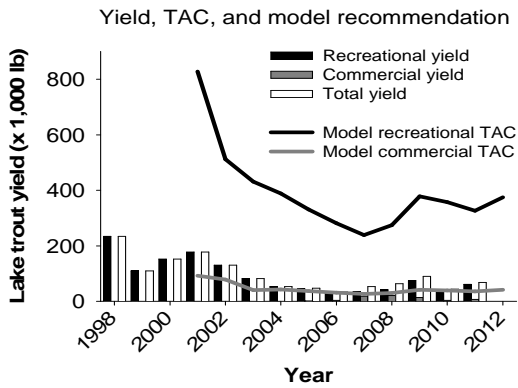 Yield, TAC, and model recommendation
Recreational yield
Commercial yield
Total yield
Model recreational TAC
Model commercial TAC
Lake trout yield (x 1,000 lb)
800
600
400
200
0
1998
2000
2002
2004
2006
2008
2010
2012
Year